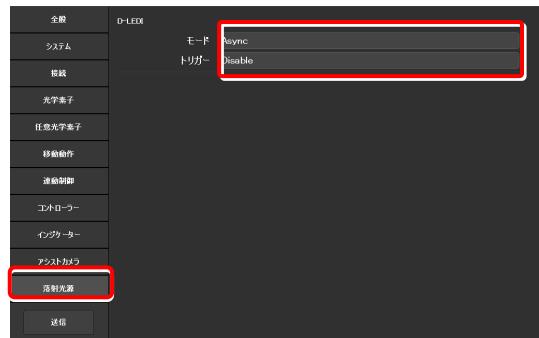 全般
システム
接続
光学素子
任意光学素子
移動動作
連動制御
コントローラー
インジケーター
アシストカメラ
落射光源
送信
D-LEDI
モード Async
トリガー Disable